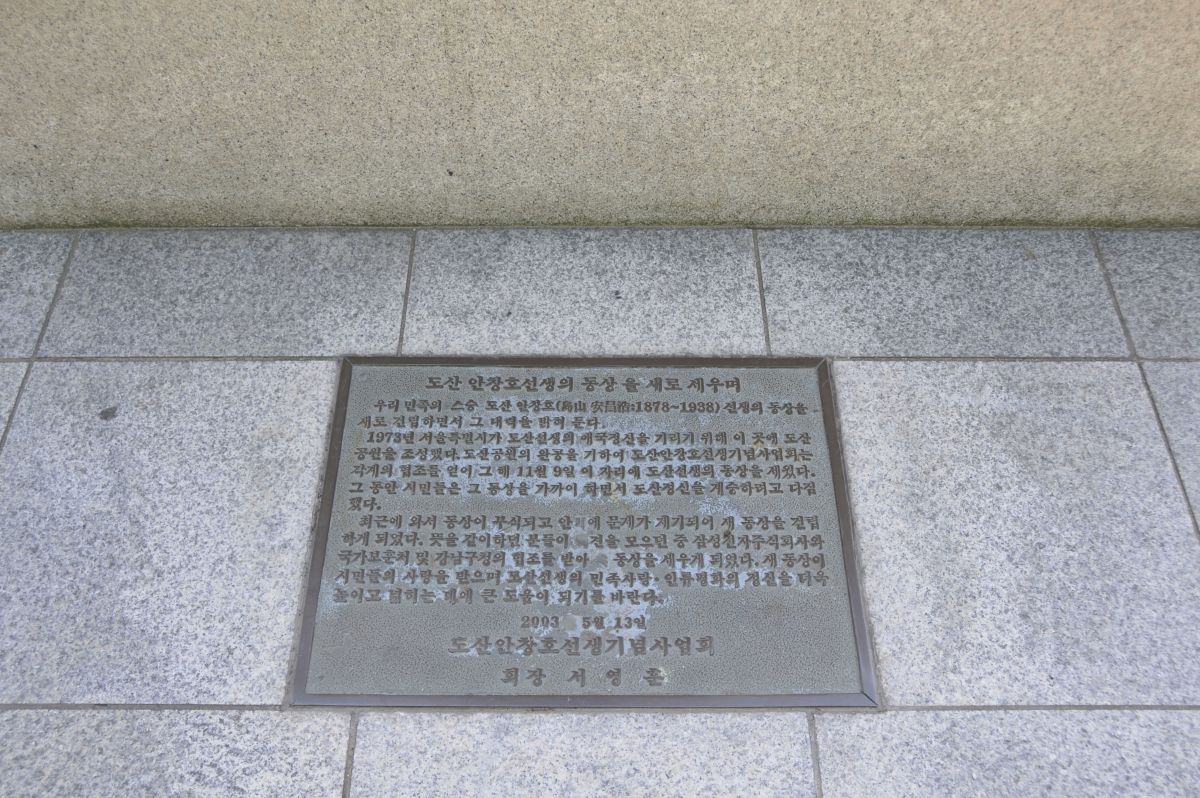 도산 안창호선생의 동상을 새로 세우며
우리 민족의 스승 도산 안창호(島山 安昌浩:1878~1938) 선생의 동상을
새로 건립하면서 그 내력을 밝혀 둔다.
1973년 서울특별시가 도산선생의 애국정신을 기리기 위해 이 곳에 도산
공원을 조성했다. 도산공원의 완공을 기하여 도산안창호선생기념사업회는
각계의 협조를 얻어 그 해 11월 9일 이 자리에 도산선생의 동상을 세웠다.
그 동안 시민들은 그 동상을 가까이 하면서 도산정신을 계승하려고 다짐
했다.
최근에 와서 동상이 부식되고 문제가 제기되어 새 동상을 건립
하게 되었다. 뜻을 같이하던 분들이 모으던 중 삼성전자주식회사와
국가보훈처 및 강남구청의 협조를 받아 동상을 세우게 되었다. 새 동상이
시민들의 사랑을 받으며 도산선생의 민족사랑·인류평화의 정신을 더욱
높이고 넓히는 데에 큰 도움이 되기를 바란다.
2003 5월 13일
도산안창호선생기념사업회
회장 서 영 훈